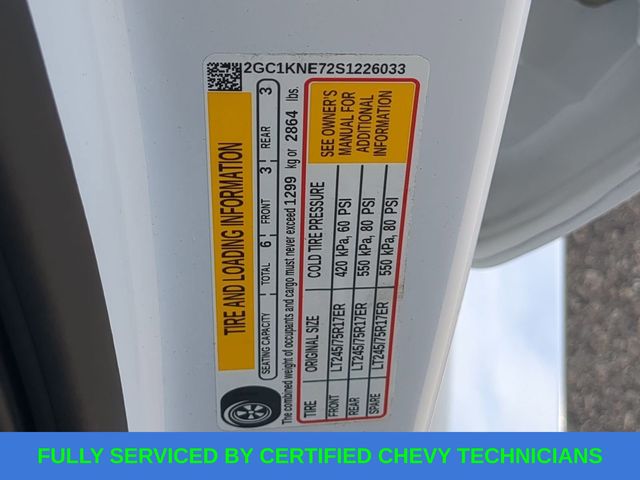 2GC1KNE72S1226033
TIRE AND LOADING INFORMATION
SEATING CAPACITY TOTAL 6 FRONT 3 REAR 3
The combined weight of occupants and cargo must never exceed 1299 kg or 2864 lbs.
TIRE ORIGINAL SIZE COLD TIRE PRESSURE
FRONT LT245/75R17ER 420 kPa, 60 PSI
REAR LT245/75R17ER 550 kPa, 80 PSI
SPARE LT245/75R17ER 550 kPa, 80 PSI
SEE OWNER'S
MANUAL FOR
ADDITIONAL
INFORMATION
FULLY SERVICED BY CERTIFIED CHEVY TECHNICIANS